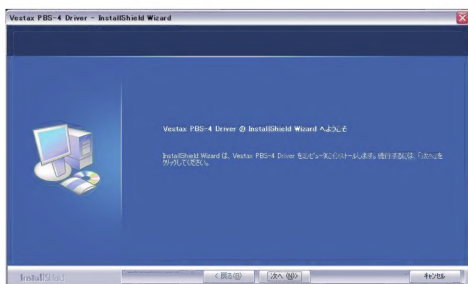 Vestax PBS-4 Driver - InstallShield Wizard
Vestax PBS-4 Driver の InstallShield Wizard へようこそ
InstallShield Wizard は、Vestax PBS-4 Driver をコンピュータにインストールします。続行するには、「次へ」を
クリックしてください。
InstallShield
< 戻る(B)
次へ(N)>
キャンセル